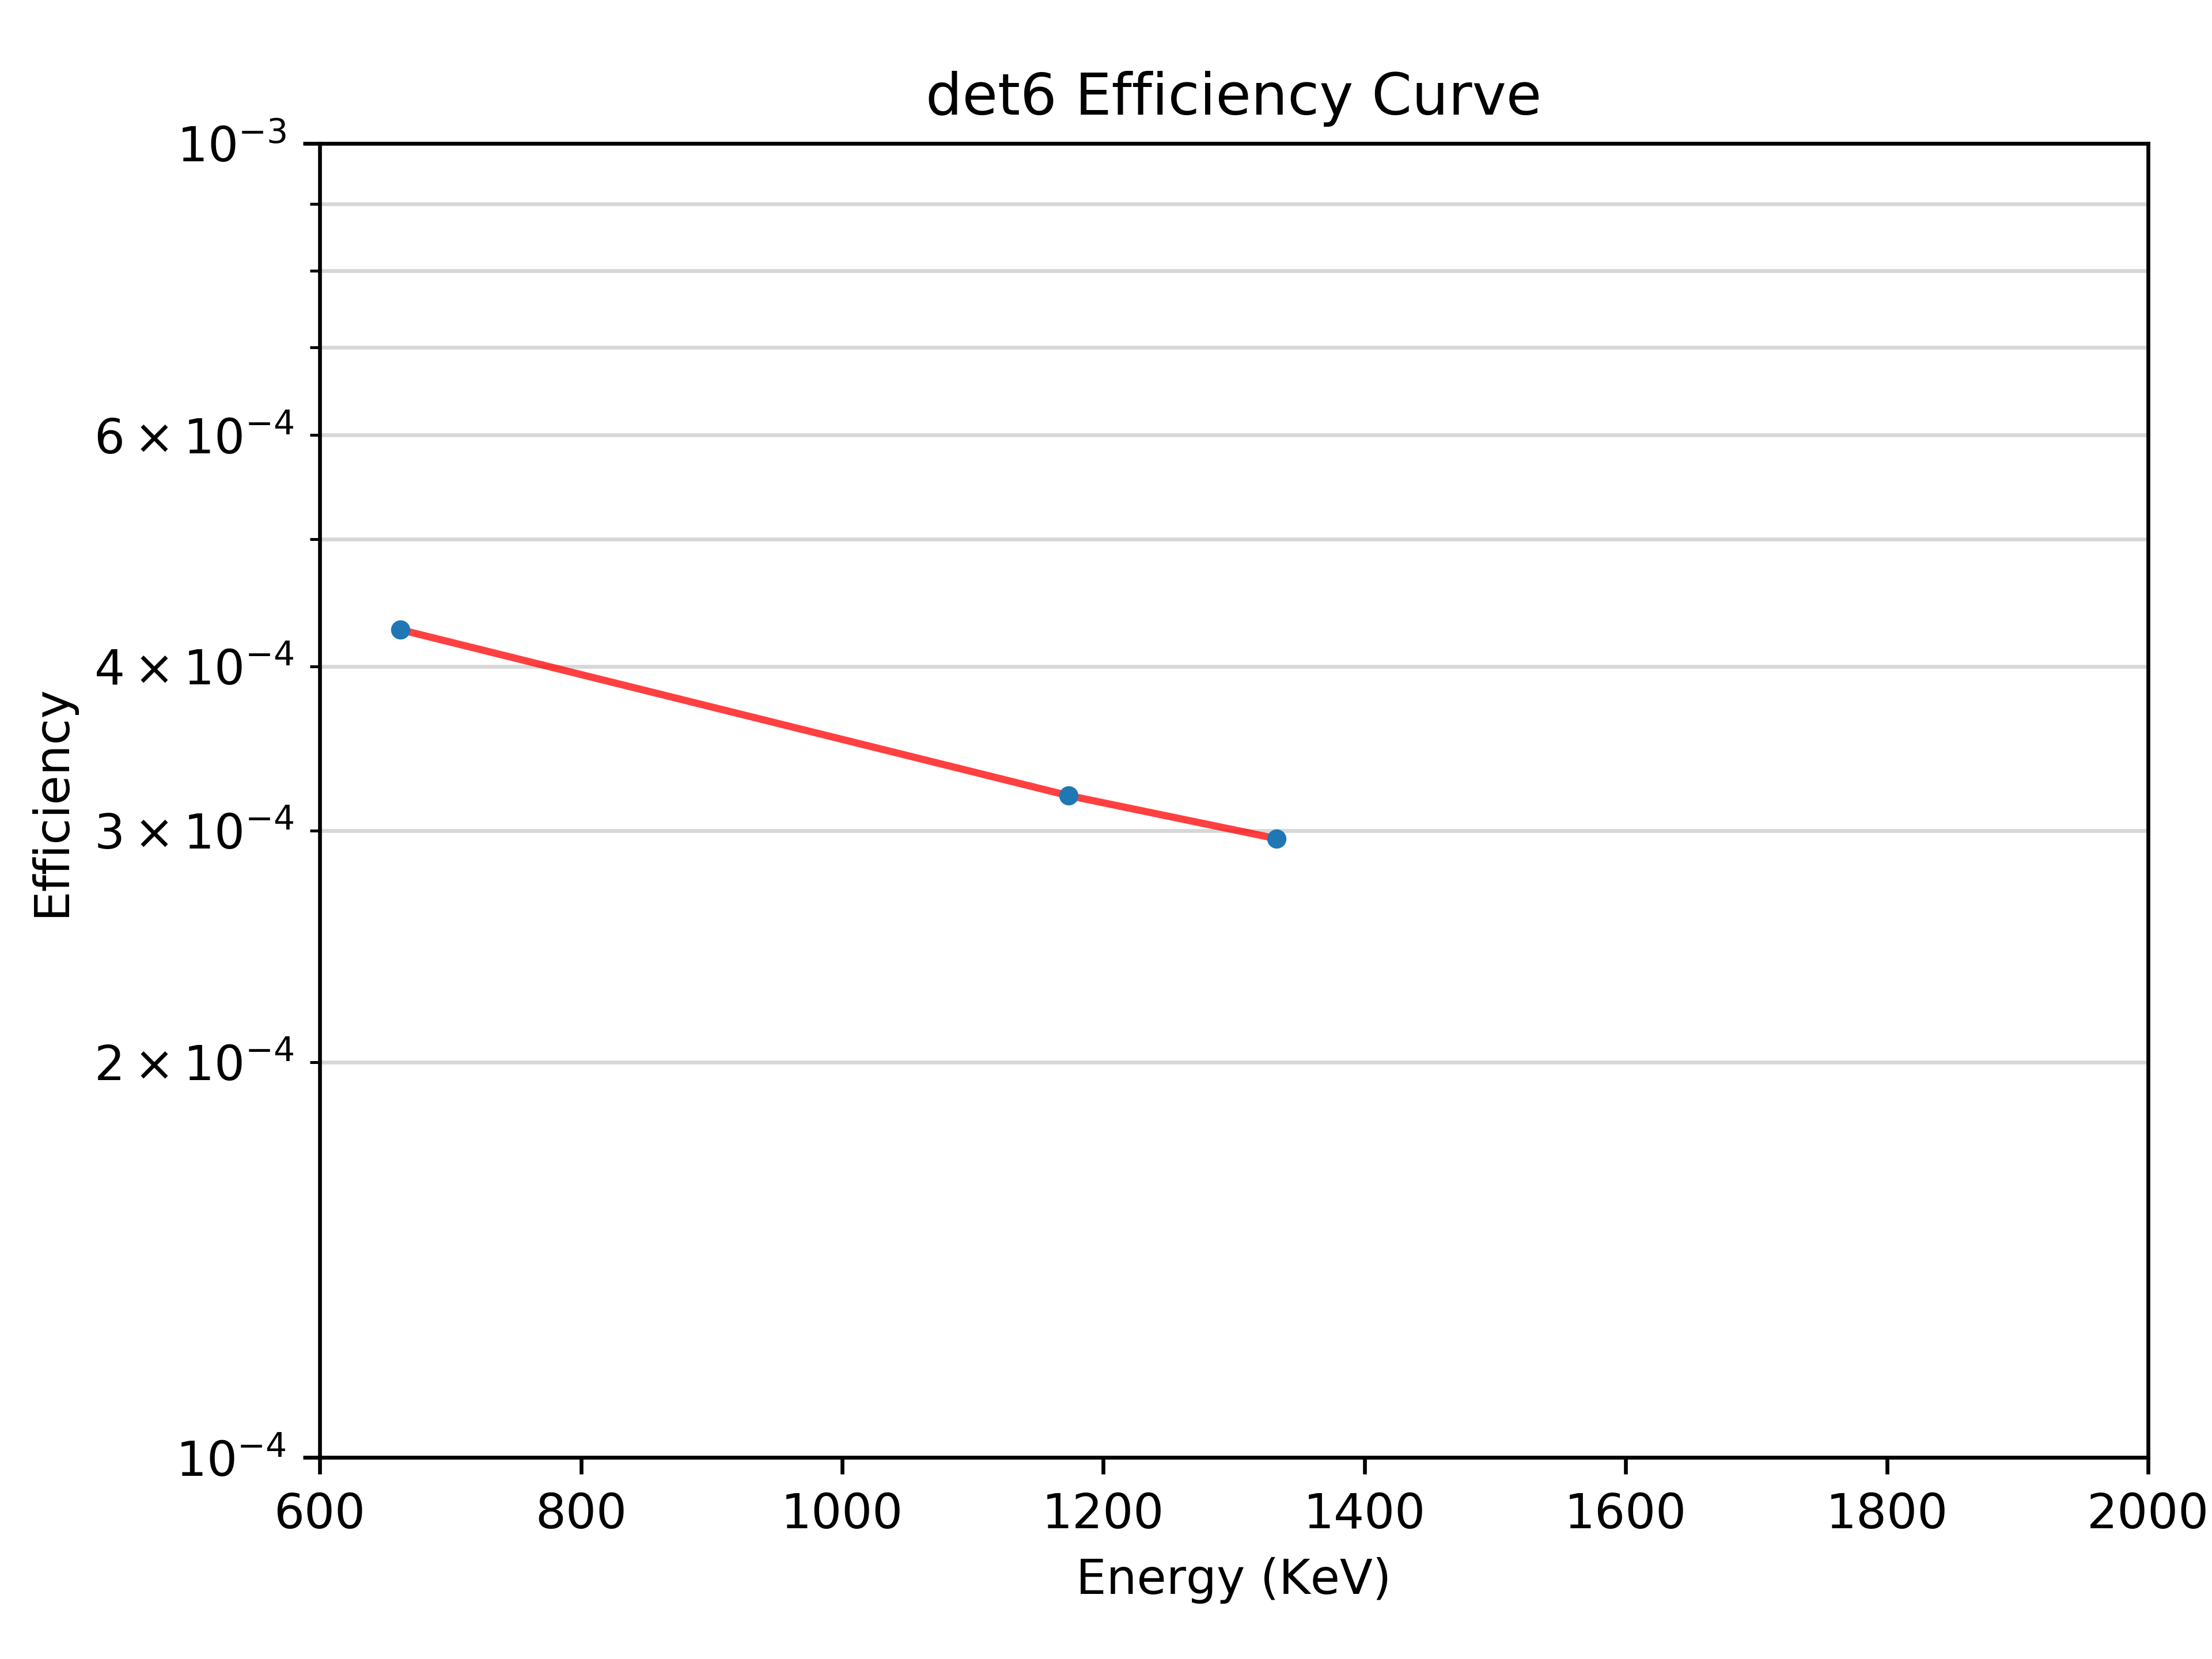 det6 Efficiency Curve
10⁻³
6 × 10⁻⁴
4 × 10⁻⁴
3 × 10⁻⁴
2 × 10⁻⁴
10⁻⁴
Efficiency
600 800 1000 1200 1400 1600 1800 2000
Energy (KeV)